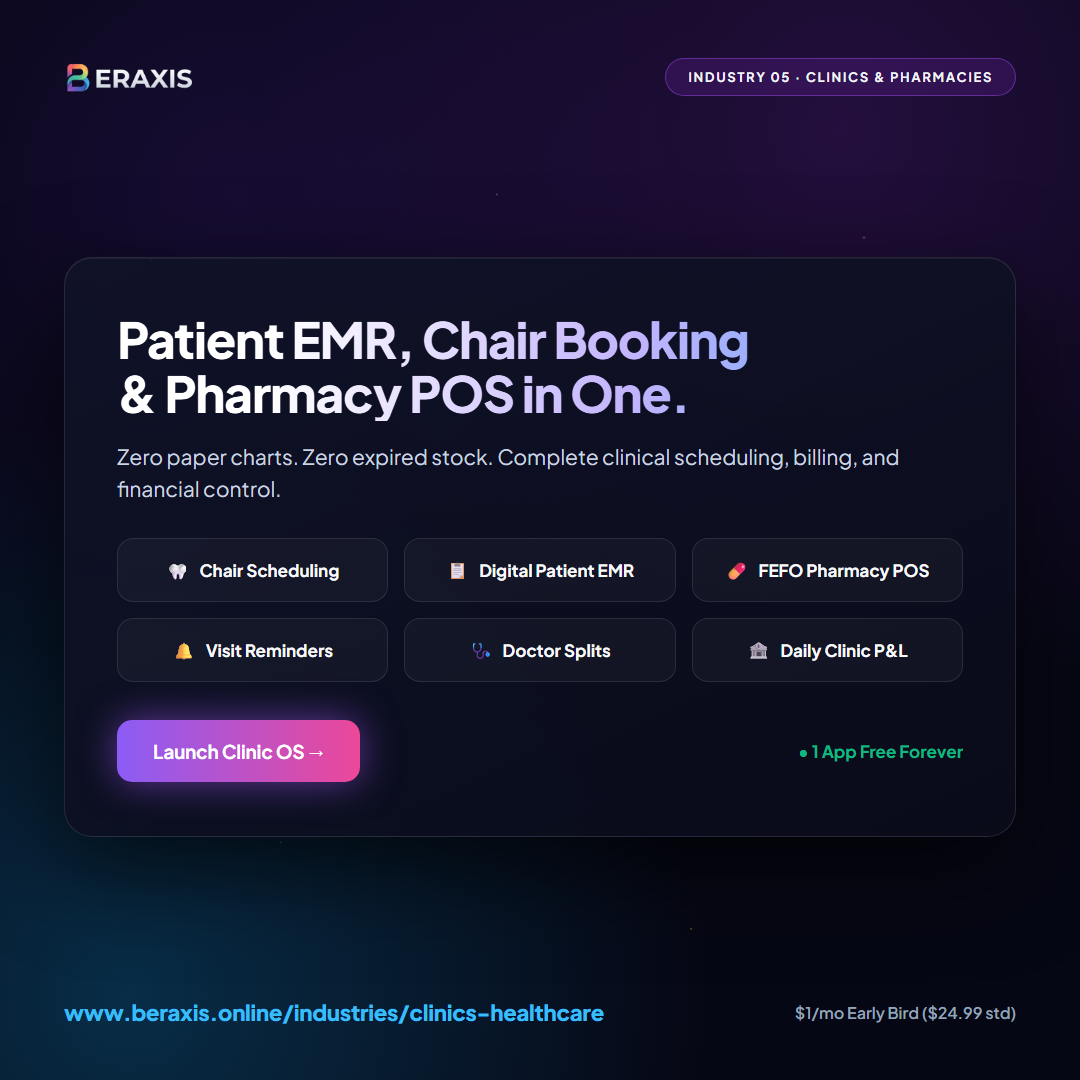 BERAXIS
INDUSTRY 05 · CLINICS & PHARMACIES
Patient EMR, Chair Booking
& Pharmacy POS in One.
Zero paper charts. Zero expired stock. Complete clinical scheduling, billing, and
financial control.
🦷 Chair Scheduling
📋 Digital Patient EMR
💊 FEFO Pharmacy POS
🔔 Visit Reminders
🩺 Doctor Splits
🏦 Daily Clinic P&L
Launch Clinic OS →
● 1 App Free Forever
www.beraxis.online/industries/clinics-healthcare
$1/mo Early Bird ($24.99 std)